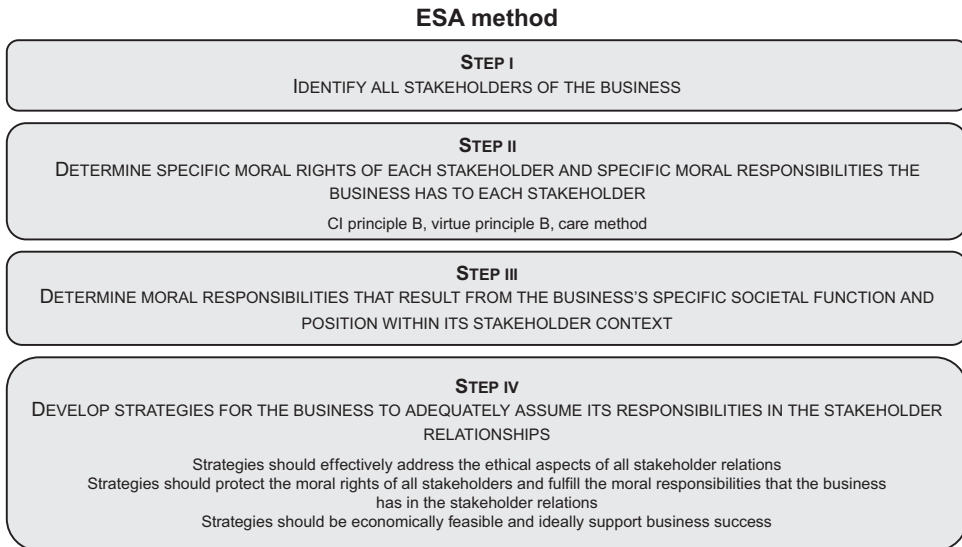 ESA method
STEP I
IDENTIFY ALL STAKEHOLDERS OF THE BUSINESS
STEP II
DETERMINE SPECIFIC MORAL RIGHTS OF EACH STAKEHOLDER AND SPECIFIC MORAL RESPONSIBILITIES THE
BUSINESS HAS TO EACH STAKEHOLDER
CI principle B, virtue principle B, care method
STEP III
DETERMINE MORAL RESPONSIBILITIES THAT RESULT FROM THE BUSINESS'S SPECIFIC SOCIETAL FUNCTION AND
POSITION WITHIN ITS STAKEHOLDER CONTEXT
STEP IV
DEVELOP STRATEGIES FOR THE BUSINESS TO ADEQUATELY ASSUME ITS RESPONSIBILITIES IN THE STAKEHOLDER
RELATIONSHIPS
Strategies should effectively address the ethical aspects of all stakeholder relations
Strategies should protect the moral rights of all stakeholders and fulfill the moral responsibilities that the business
has in the stakeholder relations
Strategies should be economically feasible and ideally support business success